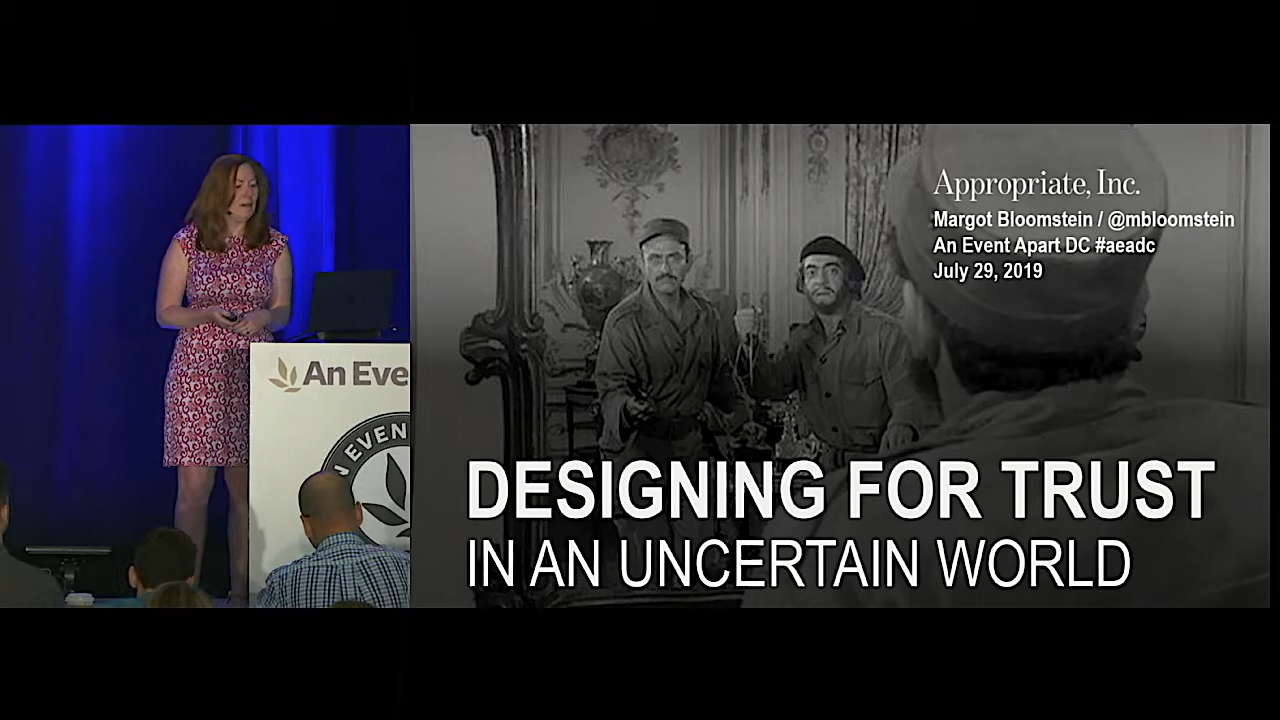 An Eve
N EVEN
Appropriate, Inc.
Margot Bloomstein / @mbloomstein
An Event Apart DC #aeadc
July 29, 2019
DESIGNING FOR TRUST
IN AN UNCERTAIN WORLD